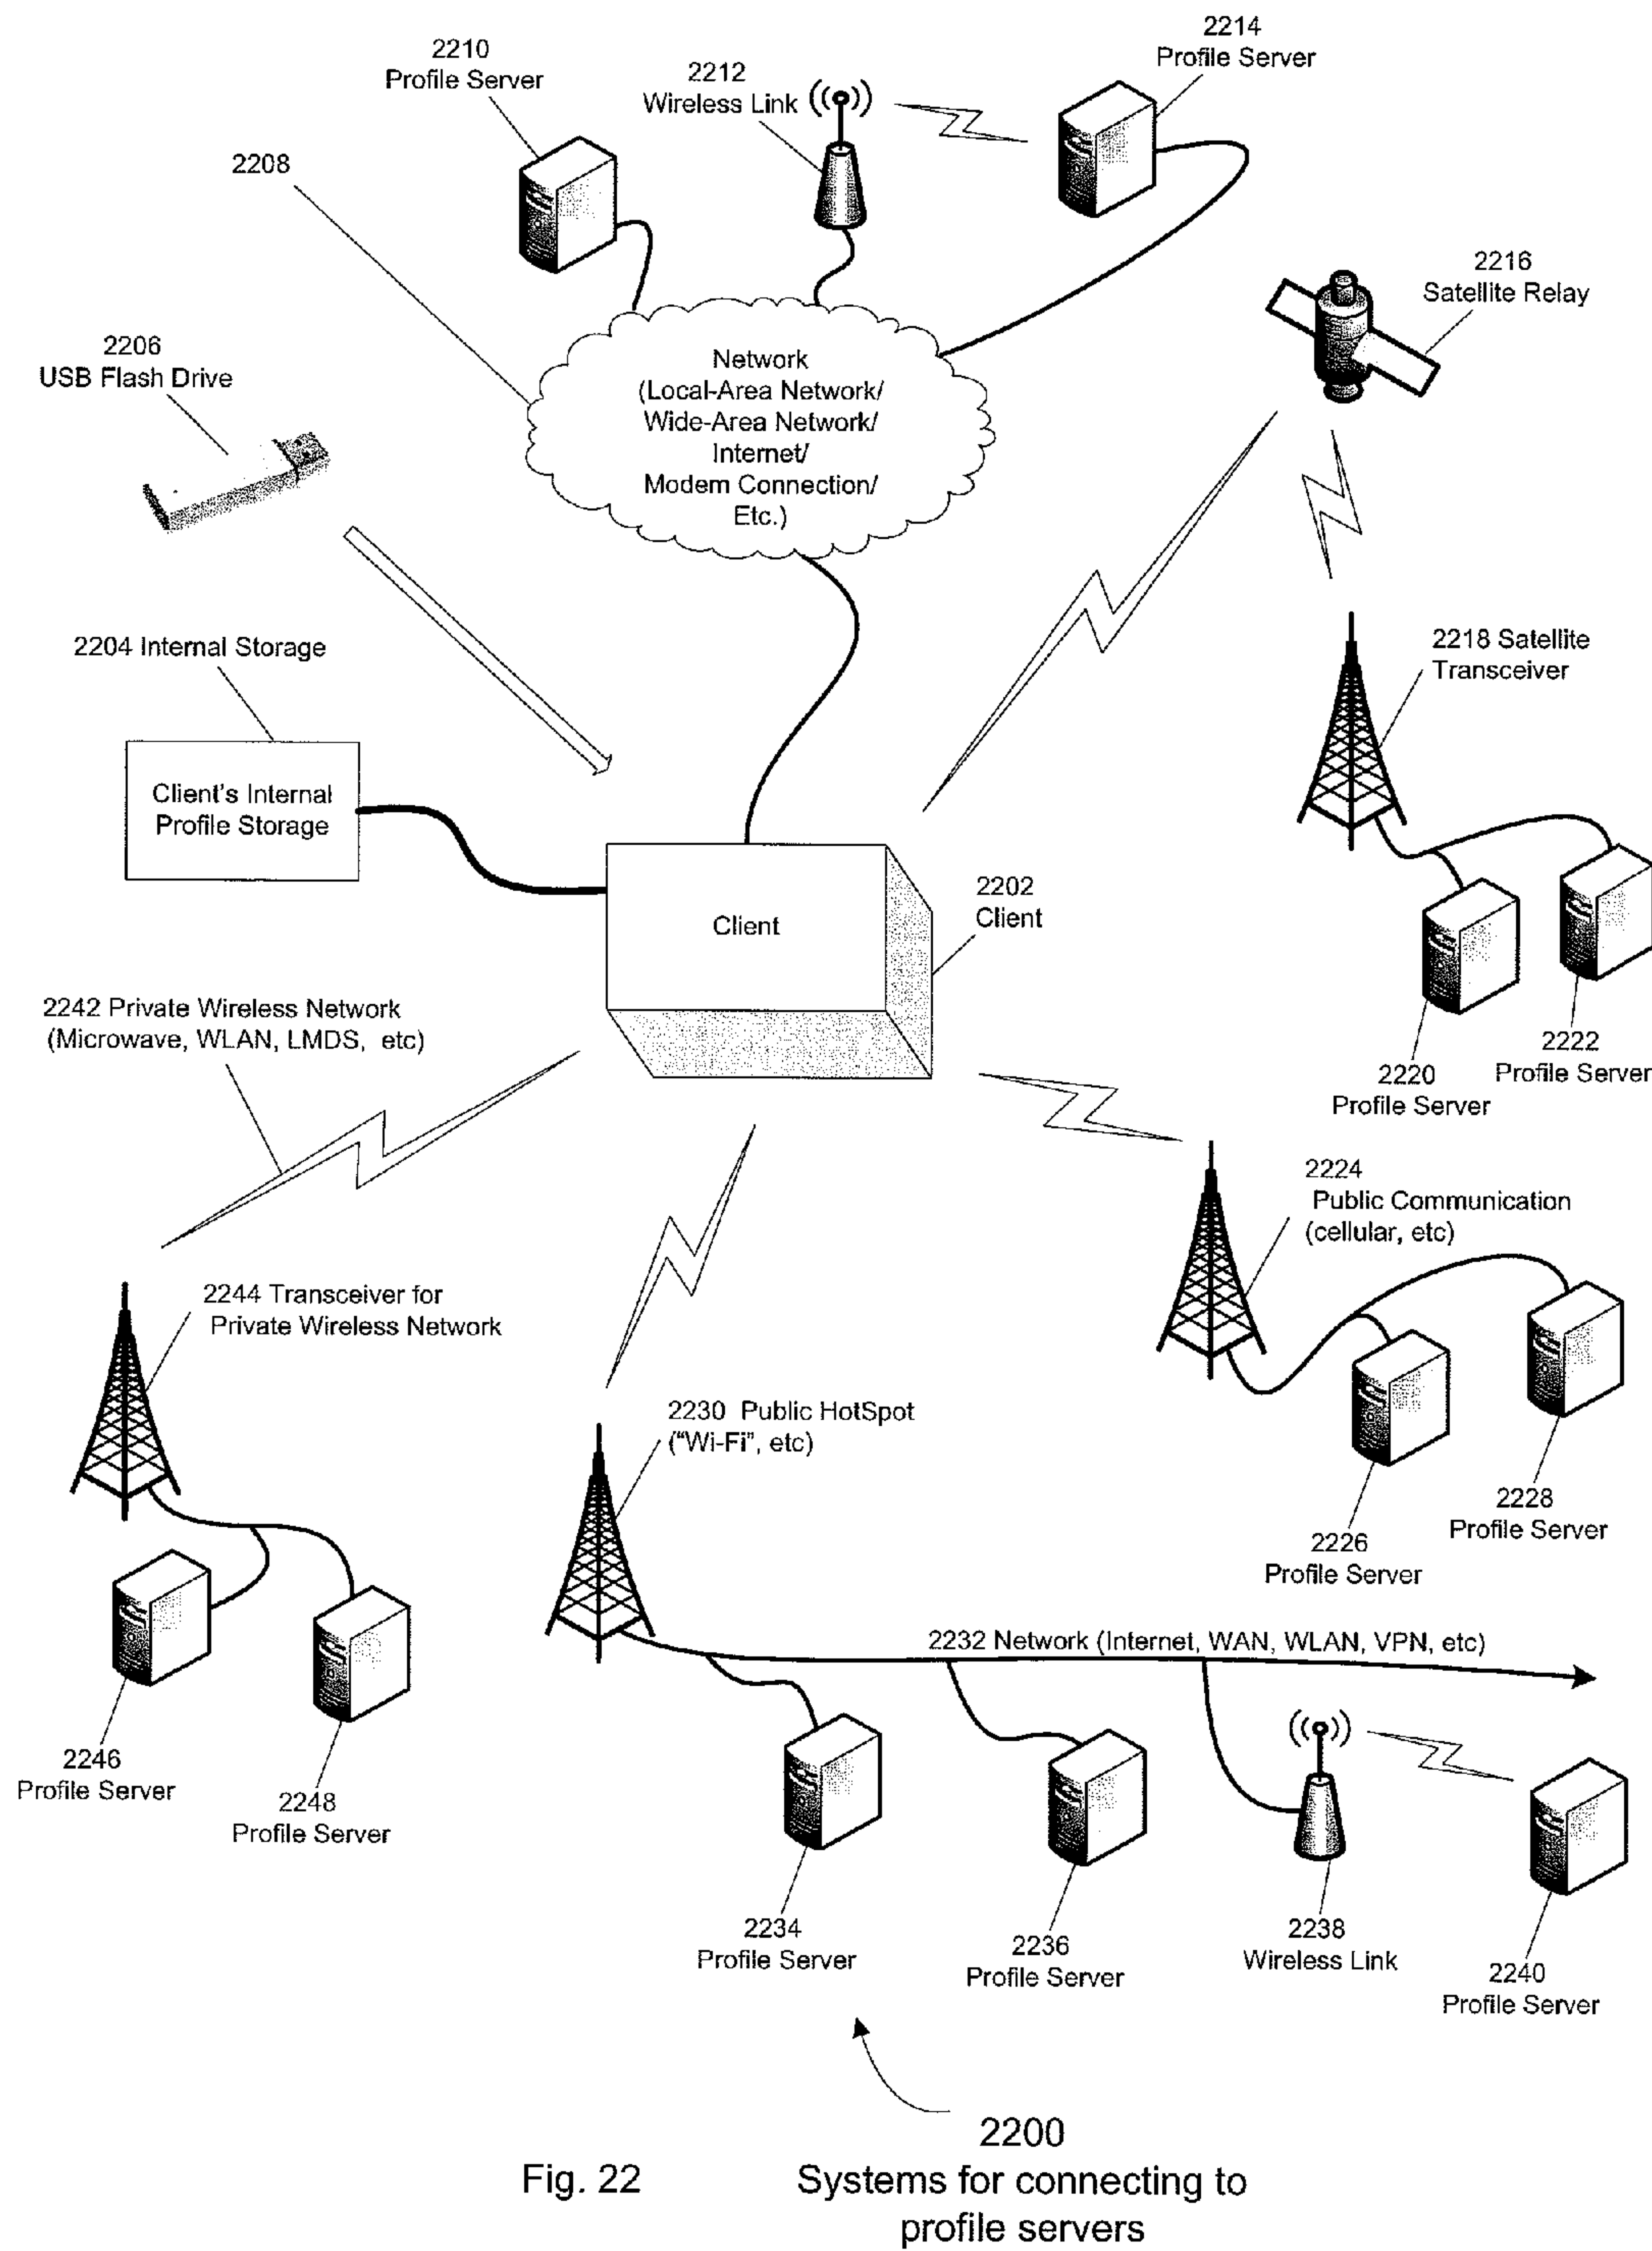 2210
Profile Server
2212
Wireless Link
2214
Profile Server
2208
2216
Satellite Relay
2206
USB Flash Drive
Network
(Local-Area Network/
Wide-Area Network/
Internet/
Modem Connection/
Etc.)
2204 Internal Storage
2218 Satellite
Transceiver
Client's Internal
Profile Storage
Client
2202
Client
2242 Private Wireless Network
(Microwave, WLAN, LMDS, etc)
2222
Profile Server
2220
Profile Server
2224
Public Communication
(cellular, etc)
2244 Transceiver for
Private Wireless Network
2230 Public HotSpot
("Wi-Fi", etc)
2228
Profile Server
2226
Profile Server
2232 Network (Internet, WAN, WLAN, VPN, etc)
2246
Profile Server
2248
Profile Server
2234
Profile Server
2236
Profile Server
2238
Wireless Link
2240
Profile Server
2200
Fig. 22
Systems for connecting to
profile servers